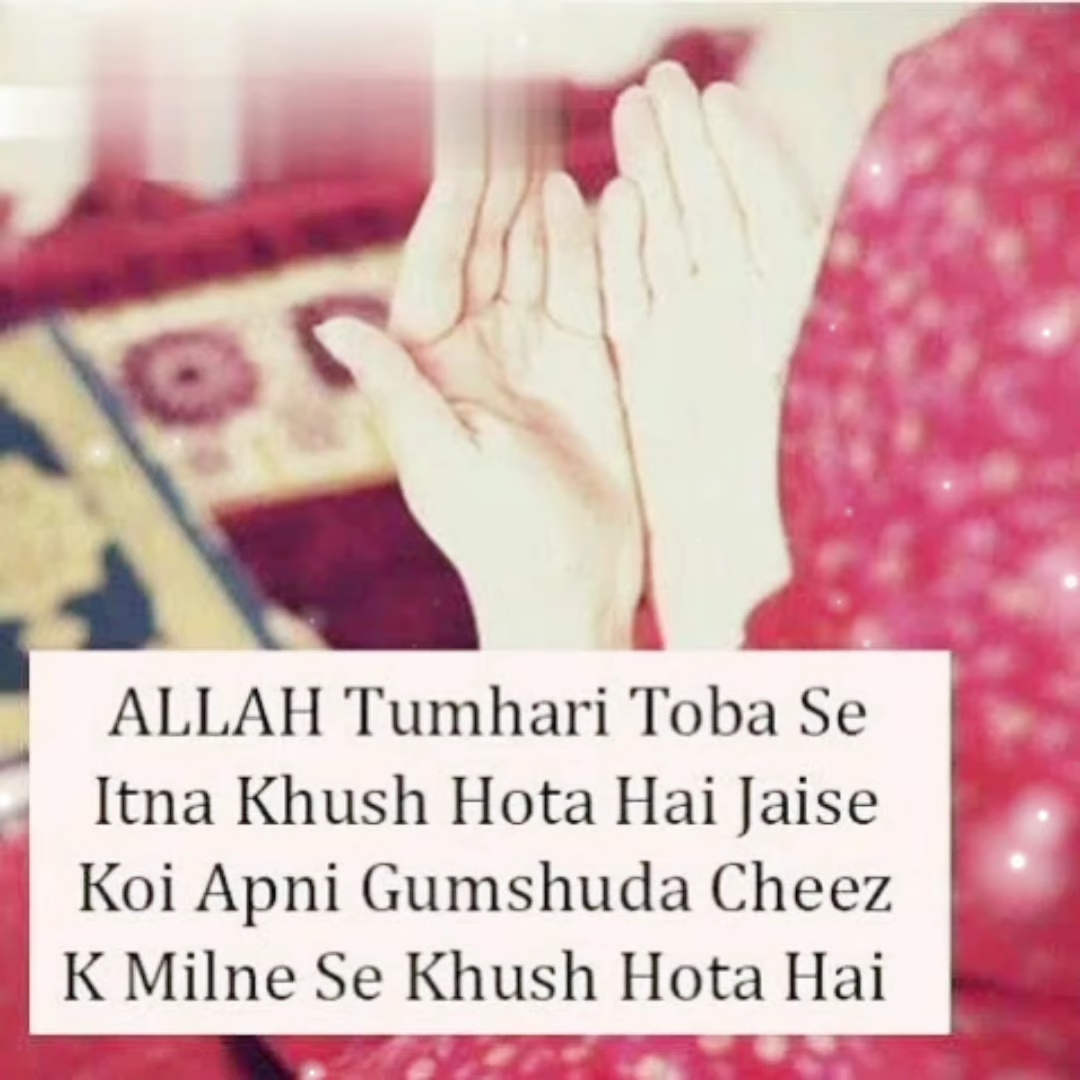 ALLAH Tumhari Toba Se
Itna Khush Hota Hai Jaise
Koi Apni Gumshuda Cheez
K Milne Se Khush Hota Hai